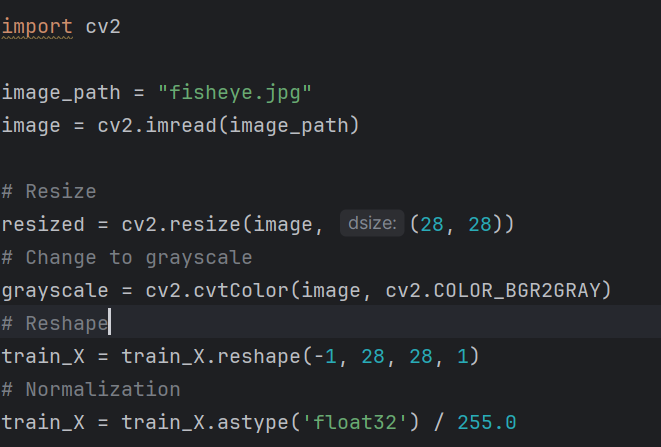 import cv2
image_path = "fisheye.jpg"
image = cv2.imread(image_path)
# Resize
resized = cv2.resize(image, dsize: (28, 28))
# Change to grayscale
grayscale = cv2.cvtColor(image, cv2.COLOR_BGR2GRAY)
# Reshape
train_X = train_X.reshape(-1, 28, 28, 1)
# Normalization
train_X = train_X.astype('float32') / 255.0